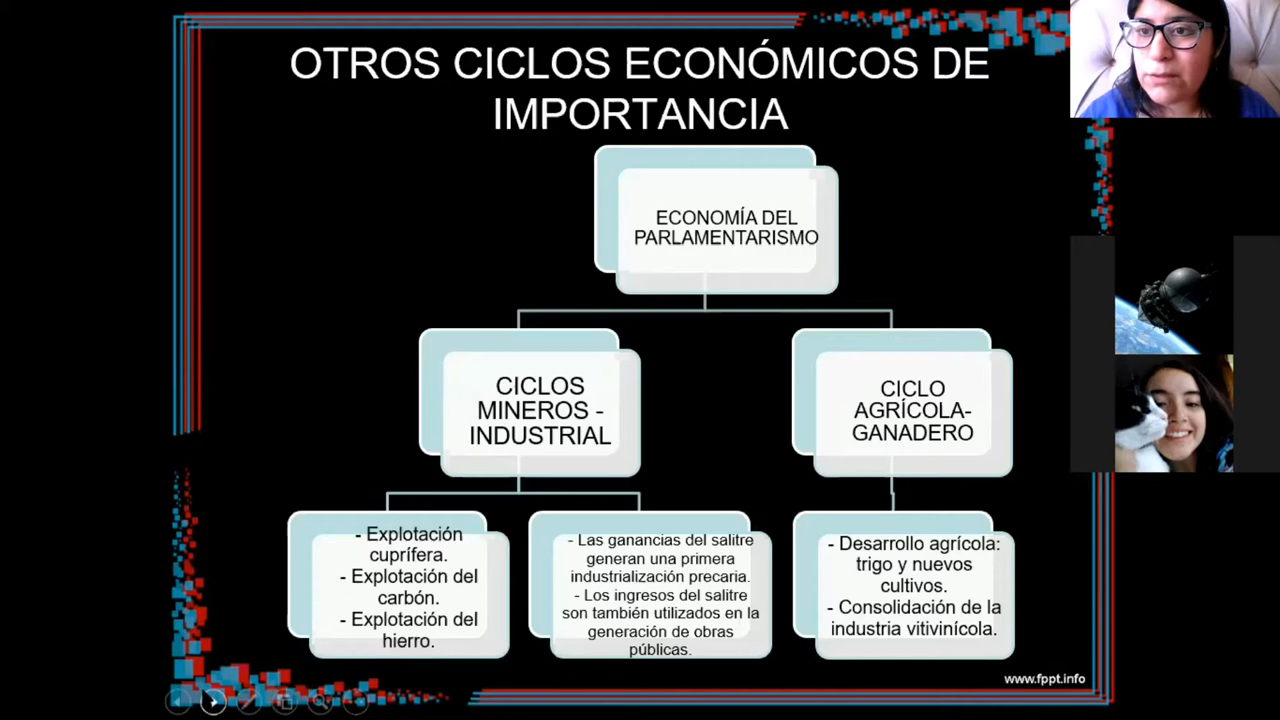 OTROS CICLOS ECONÓMICOS DE
IMPORTANCIA
ECONOMÍA DEL
PARLAMENTARISMO
CICLOS
MINEROS -
INDUSTRIAL
CICLO
AGRÍCOLA-
GANADERO
- Explotación
cuprífera.
- Explotación del
carbón.
- Explotación del
hierro.
- Las ganancias del salitre
generan una primera
industrialización precaria.
- Los ingresos del salitre
son también utilizados en la
generación de obras
públicas.
- Desarrollo agrícola:
trigo y nuevos
cultivos.
- Consolidación de la
industria vitivinícola.
www.fppt.info